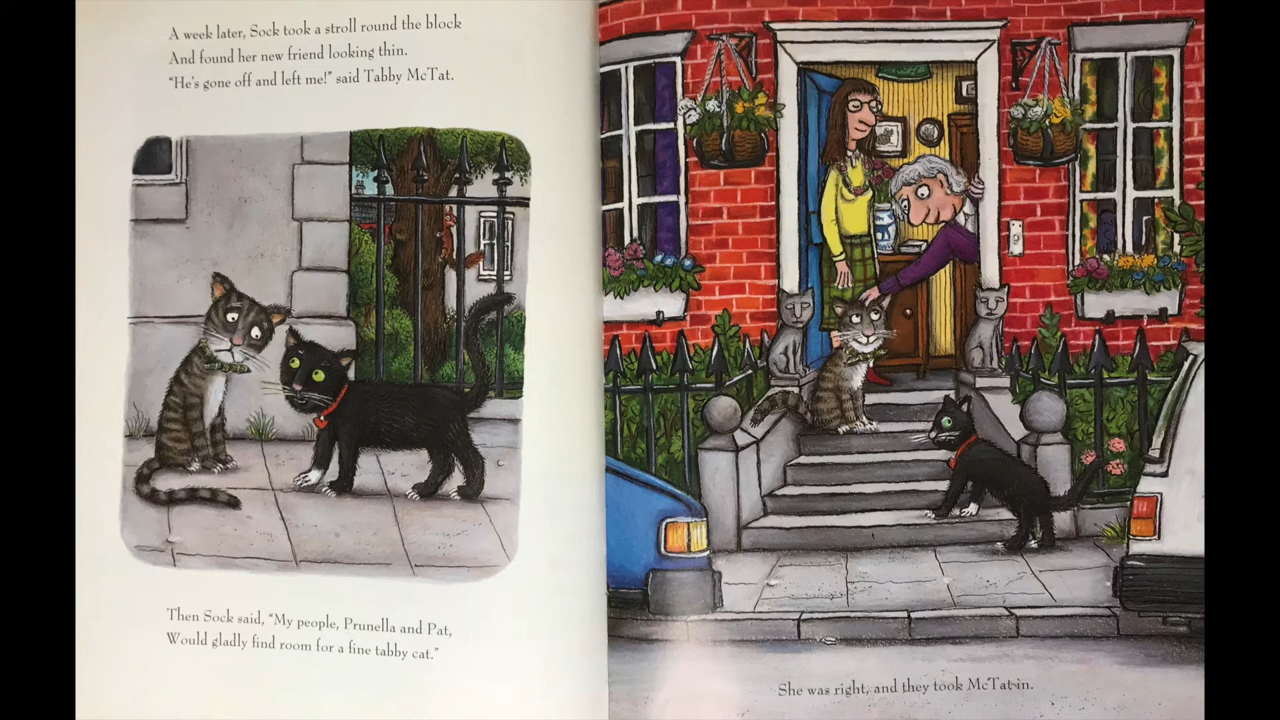 A week later, Sock took a stroll round the block
And found her new friend looking thin.
“He’s gone off and left me!” said Tabby McTat.
Then Sock said, “My people, Prunella and Pat,
Would gladly find room for a fine tabby cat.”
She was right, and they took McTat in.